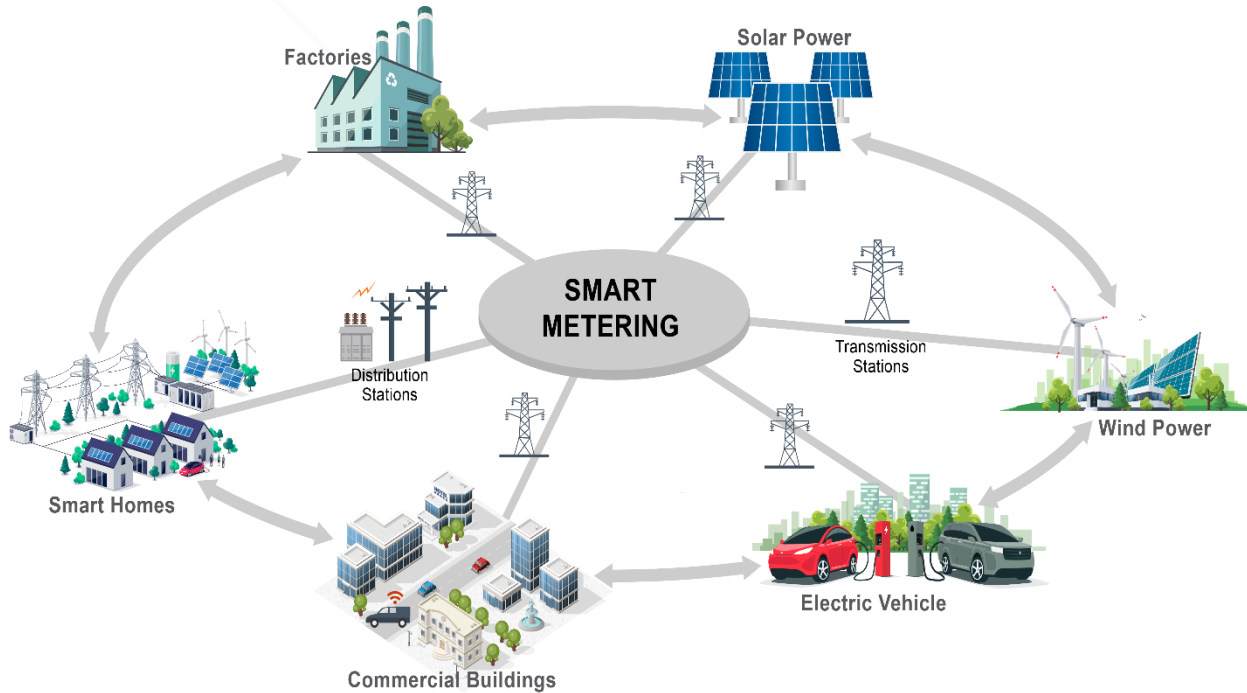 Solar Power
Factories
SMART
METERING
Transmission
Stations
Distribution
Stations
Wind Power
Smart Homes
Electric Vehicle
Commercial Buildings